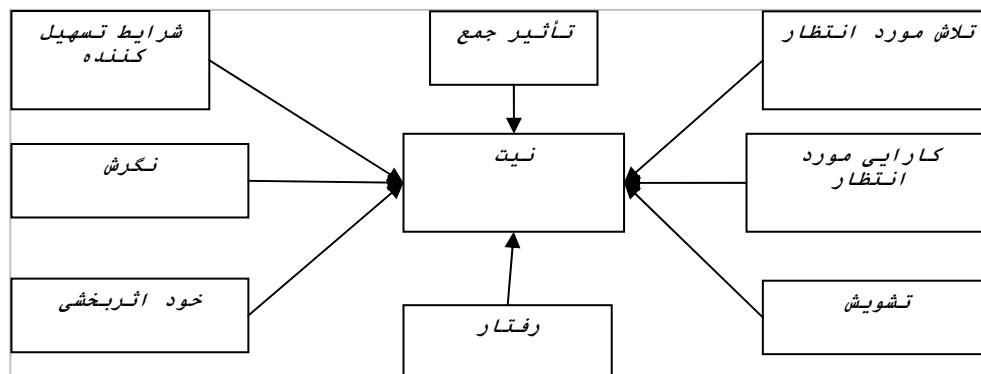 شرایط تسهیل
کننده
تأثیر جمع
تلاش مورد انتظار
نگرش
نیت
کارایی مورد
انتظار
خود اثربخشی
رفتار
تشویش